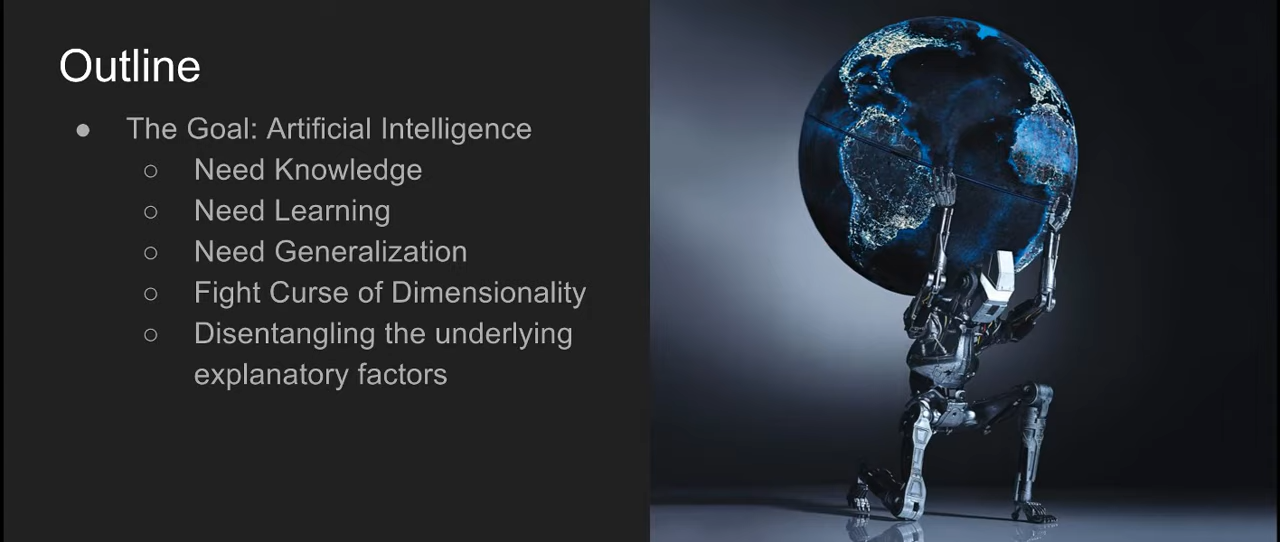 Outline
● The Goal: Artificial Intelligence
○ Need Knowledge
○ Need Learning
○ Need Generalization
○ Fight Curse of Dimensionality
○ Disentangling the underlying
explanatory factors